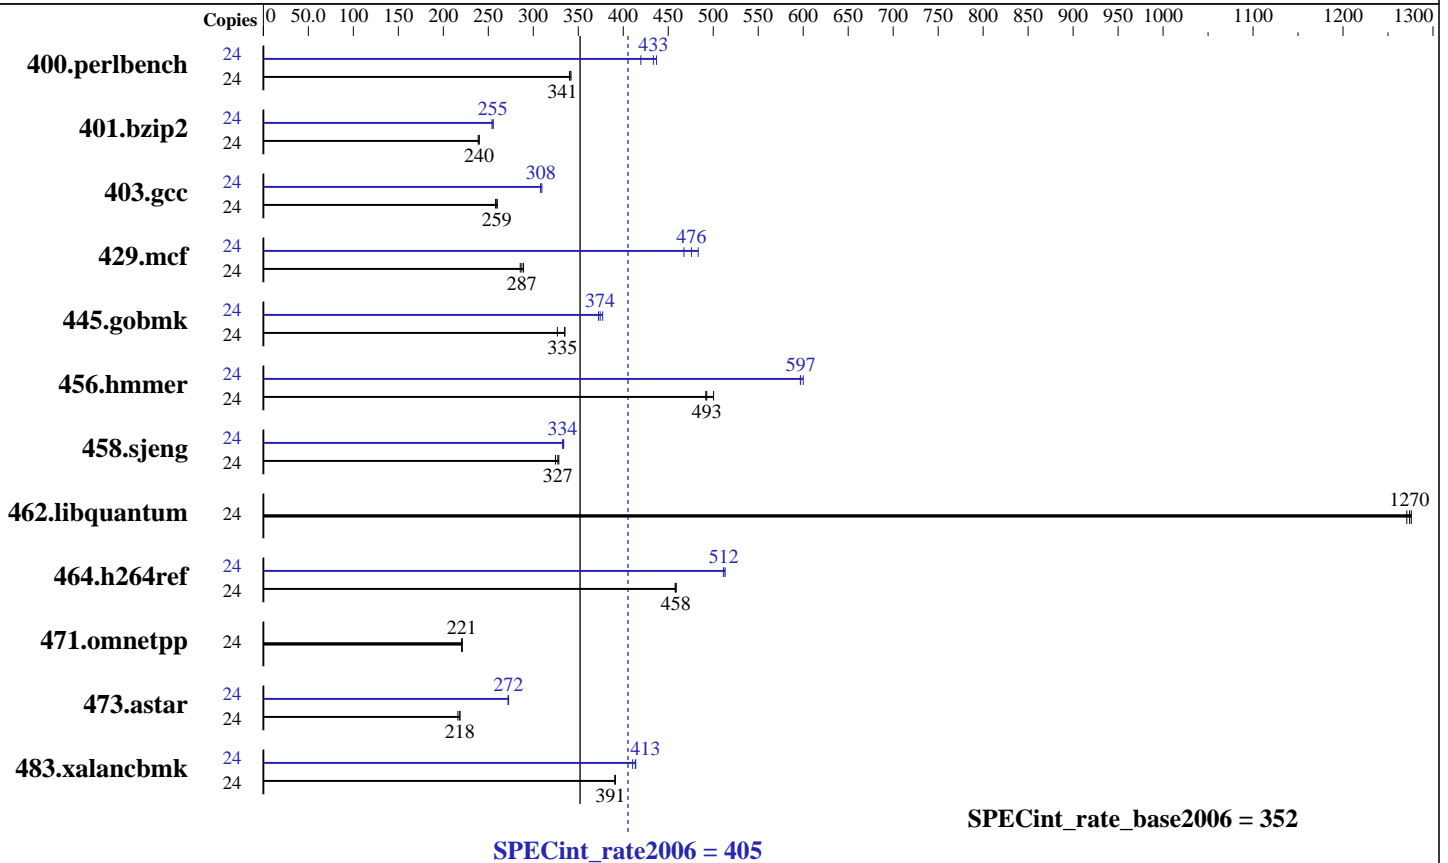 Copies 0 50.0 100 150 200 250 300 350 400 450 500 550 600 650 700 750 800 850 900 950 1000 1100 1200 1300
400.perlbench 24 433
24 341
401.bzip2 24 255
24 240
403.gcc 24 308
24 259
429.mcf 24 476
24 287
445.gobmk 24 374
24 335
456.hmmer 24 597
24 493
458.sjeng 24 334
24 327
462.libquantum 24 1270
464.h264ref 24 512
24 458
471.omnetpp 24 221
473.astar 24 272
24 218
483.xalancbmk 24 413
24 391
SPECint_rate_base2006 = 352
SPECint_rate2006 = 405